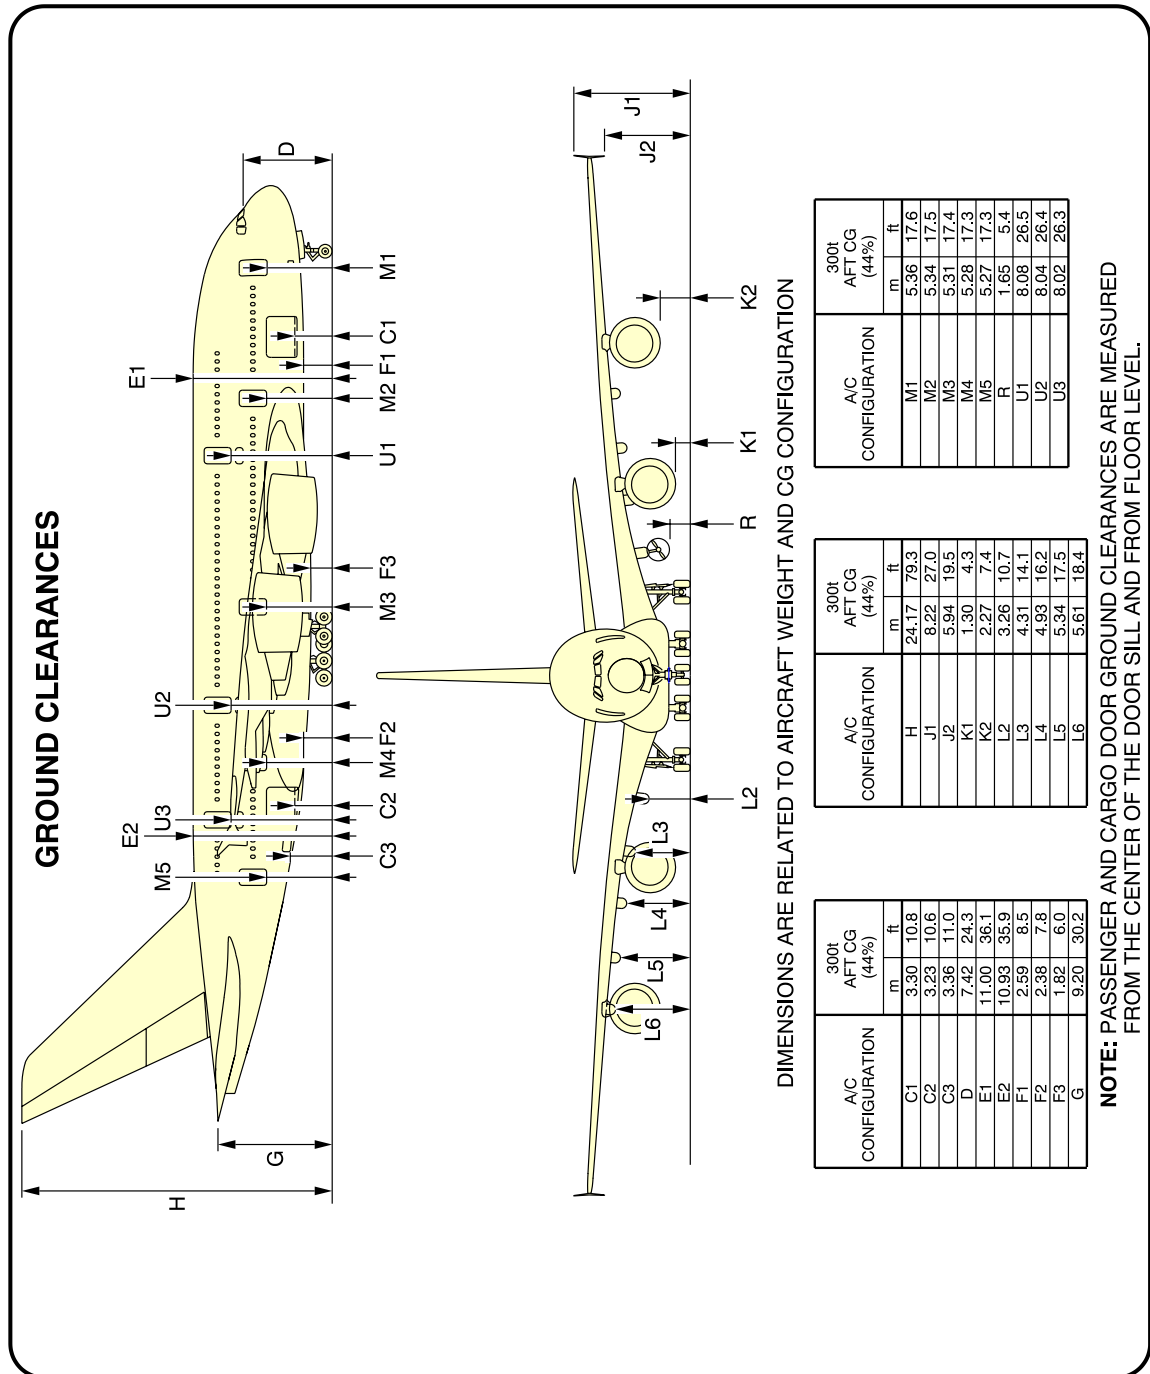 GROUND CLEARANCES
H
G
M5
E2
U3
C3
C2
M4
F2
U2
M3
F3
U1
M2
E1
F1
C1
M1
D
L6
L5
L4
L3
L2
R
K1
K2
J2
J1
DIMENSIONS ARE RELATED TO AIRCRAFT WEIGHT AND CG CONFIGURATION
A/C CONFIGURATION 300t AFT CG (44%)
m ft
C1 3.30 10.8
C2 3.23 10.6
C3 3.36 11.0
D 7.42 24.3
E1 11.00 36.1
E2 10.93 35.9
F1 2.59 8.5
F2 2.38 7.8
F3 1.82 6.0
G 9.20 30.2
A/C CONFIGURATION 300t AFT CG (44%)
m ft
H 24.17 79.3
J1 8.22 27.0
J2 5.94 19.5
K1 1.30 4.3
K2 2.27 7.4
L2 3.26 10.7
L3 4.31 14.1
L4 4.93 16.2
L5 5.34 17.5
L6 5.61 18.4
A/C CONFIGURATION 300t AFT CG (44%)
m ft
M1 5.36 17.6
M2 5.34 17.5
M3 5.31 17.4
M4 5.28 17.3
M5 5.27 17.3
R 1.65 5.4
U1 8.08 26.5
U2 8.04 26.4
U3 8.02 26.3
NOTE: PASSENGER AND CARGO DOOR GROUND CLEARANCES ARE MEASURED
FROM THE CENTER OF THE DOOR SILL AND FROM FLOOR LEVEL.